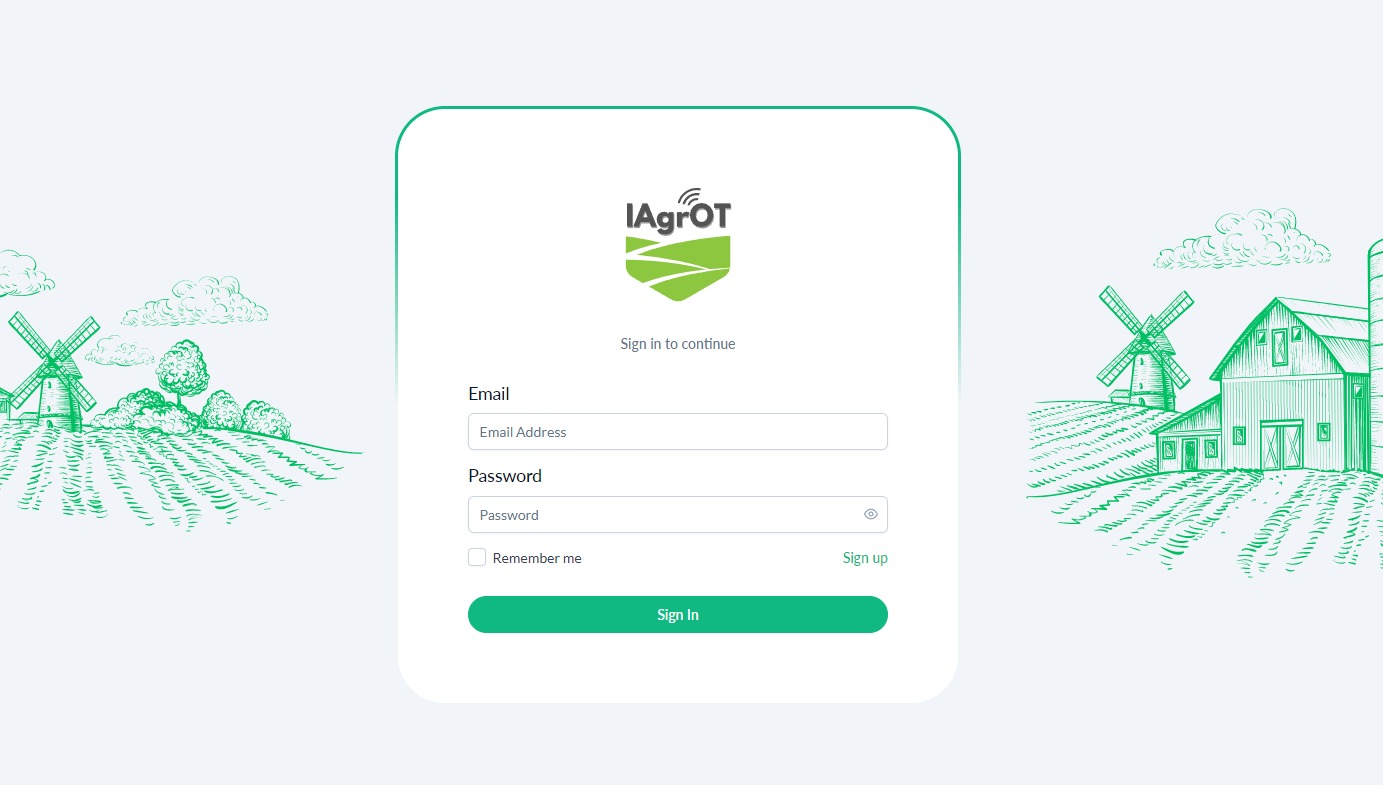 IAgrOT
Sign in to continue
Email
Email Address
Password
Password
Remember me
Sign up
Sign In